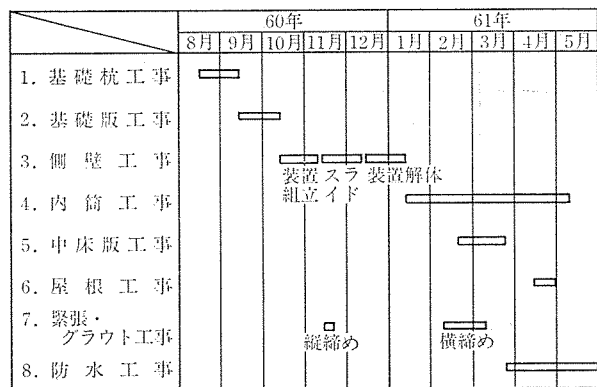 60年 61年
8月 9月 10月 11月 12月 1月 2月 3月 4月 5月
1. 基礎杭工事
2. 基礎版工事
3. 側壁工事
装置組立 スライド 装置解体
4. 内筒工事
5. 中床版工事
6. 屋根工事
7. 緊張・
グラウト工事
縦締め 横締め
8. 防水工事